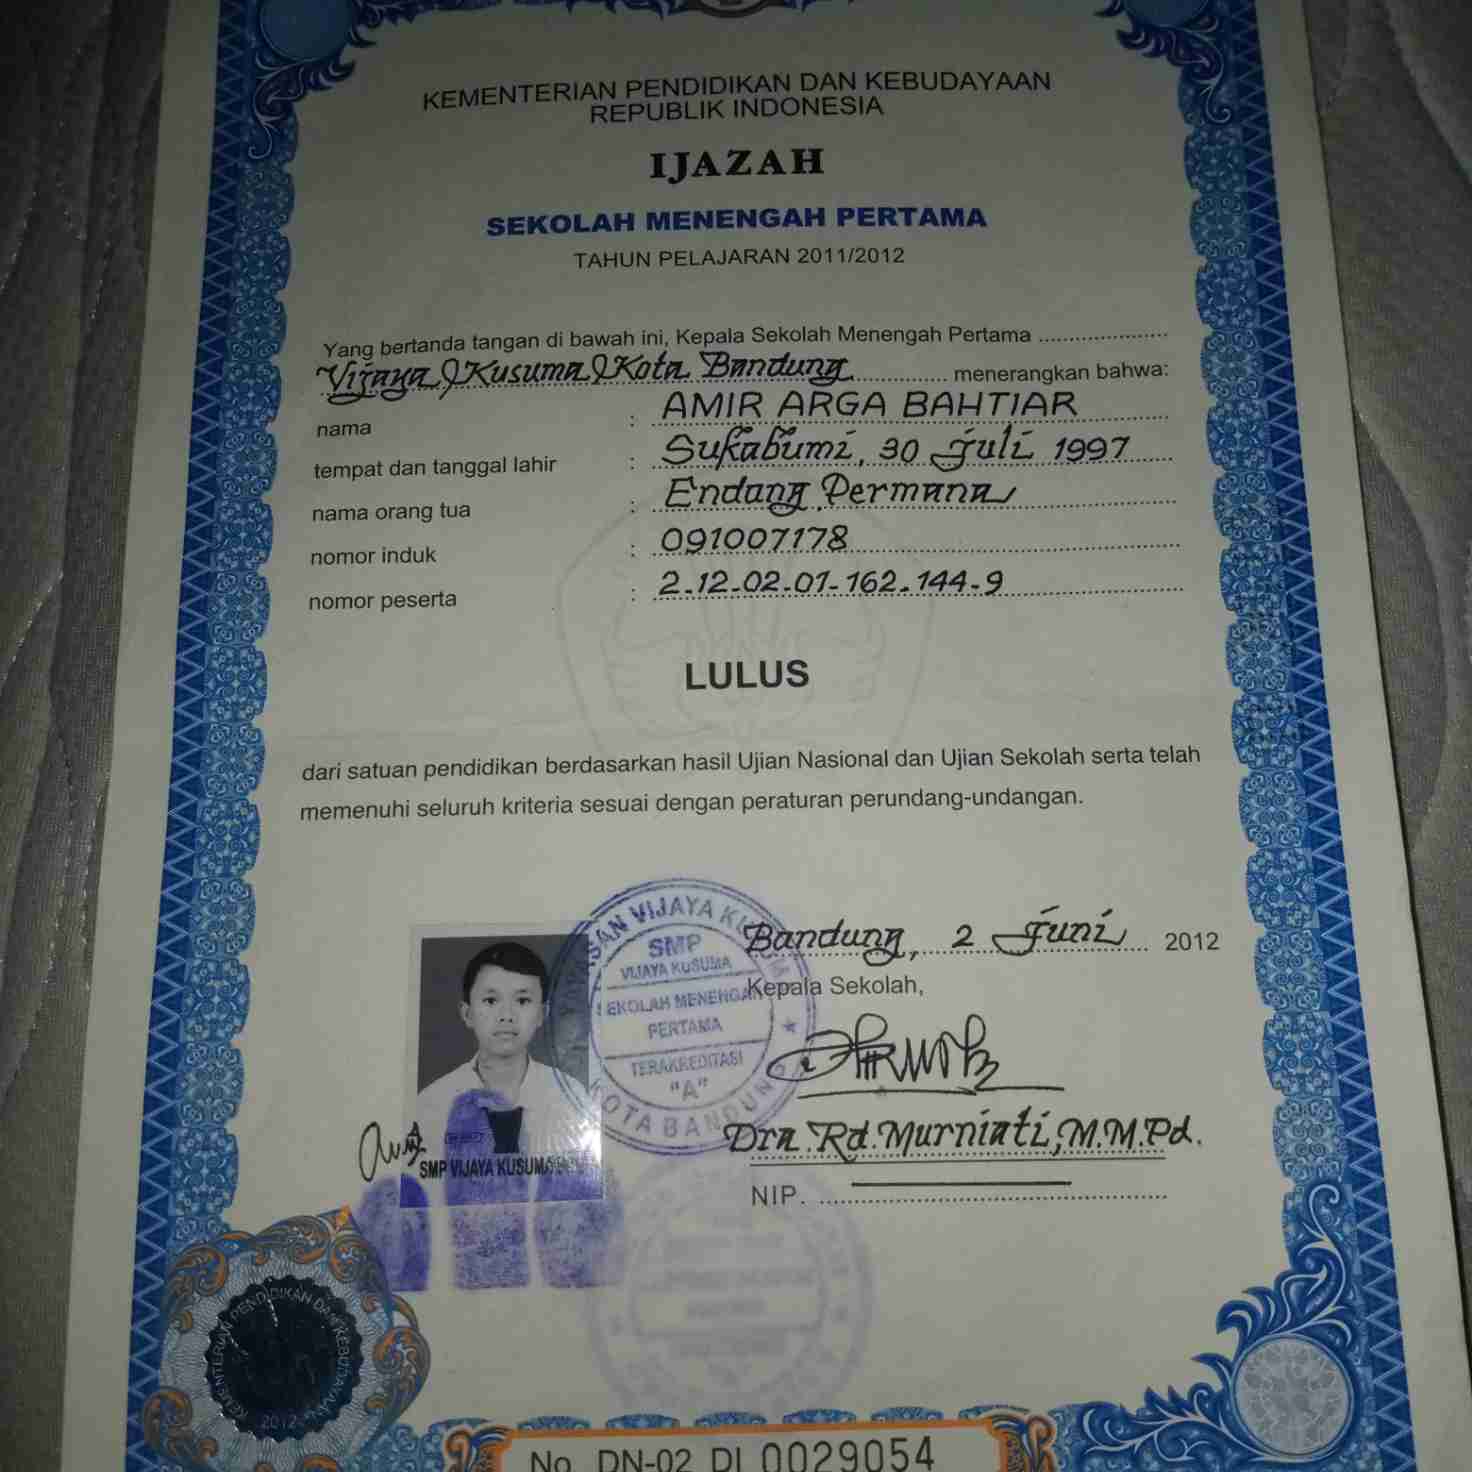 KEMENTERIAN PENDIDIKAN DAN KEBUDAYAAN
REPUBLIK INDONESIA
IJAZAH
SEKOLAH MENENGAH PERTAMA
TAHUN PELAJARAN 2011/2012
Yang bertanda tangan di bawah ini, Kepala Sekolah Menengah Pertama ....................
Vijaya Kusuma Kota Bandung ................ menerangkan bahwa:
nama : AMIR ARGA BAHTIAR
tempat dan tanggal lahir : Sukabumi, 30 Juli 1997
nama orang tua : Endang Permana
nomor induk : 091007178
nomor peserta : 2-12-02-01-162-144-9
LULUS
dari satuan pendidikan berdasarkan hasil Ujian Nasional dan Ujian Sekolah serta telah
memenuhi seluruh kriteria sesuai dengan peraturan perundang-undangan.
Bandung, 2 Juni 2012
Kepala Sekolah,
YAYASAN VIJAYA KUSUMA
SMP
VIJAYA KUSUMA
SEKOLAH MENENGAH
PERTAMA
TERAKREDITASI
"A"
KOTA BANDUNG
Dra. Rd. Murniati, M.M.Pd.
NIP. ........................
SMP VIJAYA KUSUMA
KEMENTERIAN PENDIDIKAN DAN KEBUDAYAAN
2012
No. DN-02 DI 0029054